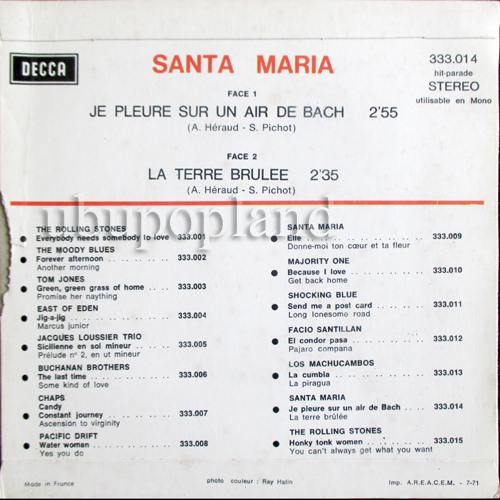 DECCA
SANTA MARIA
333.014
hit-parade
STEREO
utilisable en Mono
FACE 1
JE PLEURE SUR UN AIR DE BACH 2'55
(A. Héraud - S. Pichot)
FACE 2
LA TERRE BRULEE 2'35
(A. Héraud - S. Pichot)
ubupopland
THE ROLLING STONES
Everybody needs somebody to love 333.001
THE MOODY BLUES
Forever afternoon . . . . . . . . . 333.002
Another morning
TOM JONES
Green, green grass of home . . . . 333.003
Promise her naything
EAST OF EDEN
Jig-a-jig . . . . . . . . . . . . . 333.004
Marcus junior
JACQUES LOUSSIER TRIO
Sicilienne en sol mineur . . . . . 333.005
Prélude n° 2, en ut mineur
BUCHANAN BROTHERS
The last time . . . . . . . . . . . 333.006
Some kind of love
CHAPS
Candy
Constant journey . . . . . . . . . 333.007
Ascension to virginity
PACIFIC DRIFT
Water woman . . . . . . . . . . . 333.008
Yes you do
SANTA MARIA
Elle . . . . . . . . . . . . . . . 333.009
Donne-moi ton cœur et ta fleur
MAJORITY ONE
Because I love . . . . . . . . . . 333.010
Get back home
SHOCKING BLUE
Send me a post card . . . . . . . 333.011
Long lonesome road
FACIO SANTILLAN
El condor pasa . . . . . . . . . . 333.012
Pajaro compana
LOS MACHUCAMBOS
La cumbia . . . . . . . . . . . . 333.013
La piragua
SANTA MARIA
Je pleure sur un air de Bach . . . 333.014
La terre brûlée
THE ROLLING STONES
Honky tonk women . . . . . . . . 333.015
You can't always get what you want
Made in France
photo couleur : Ray Halin
Imp. A.R.E.A.C.E.M. - 7-71